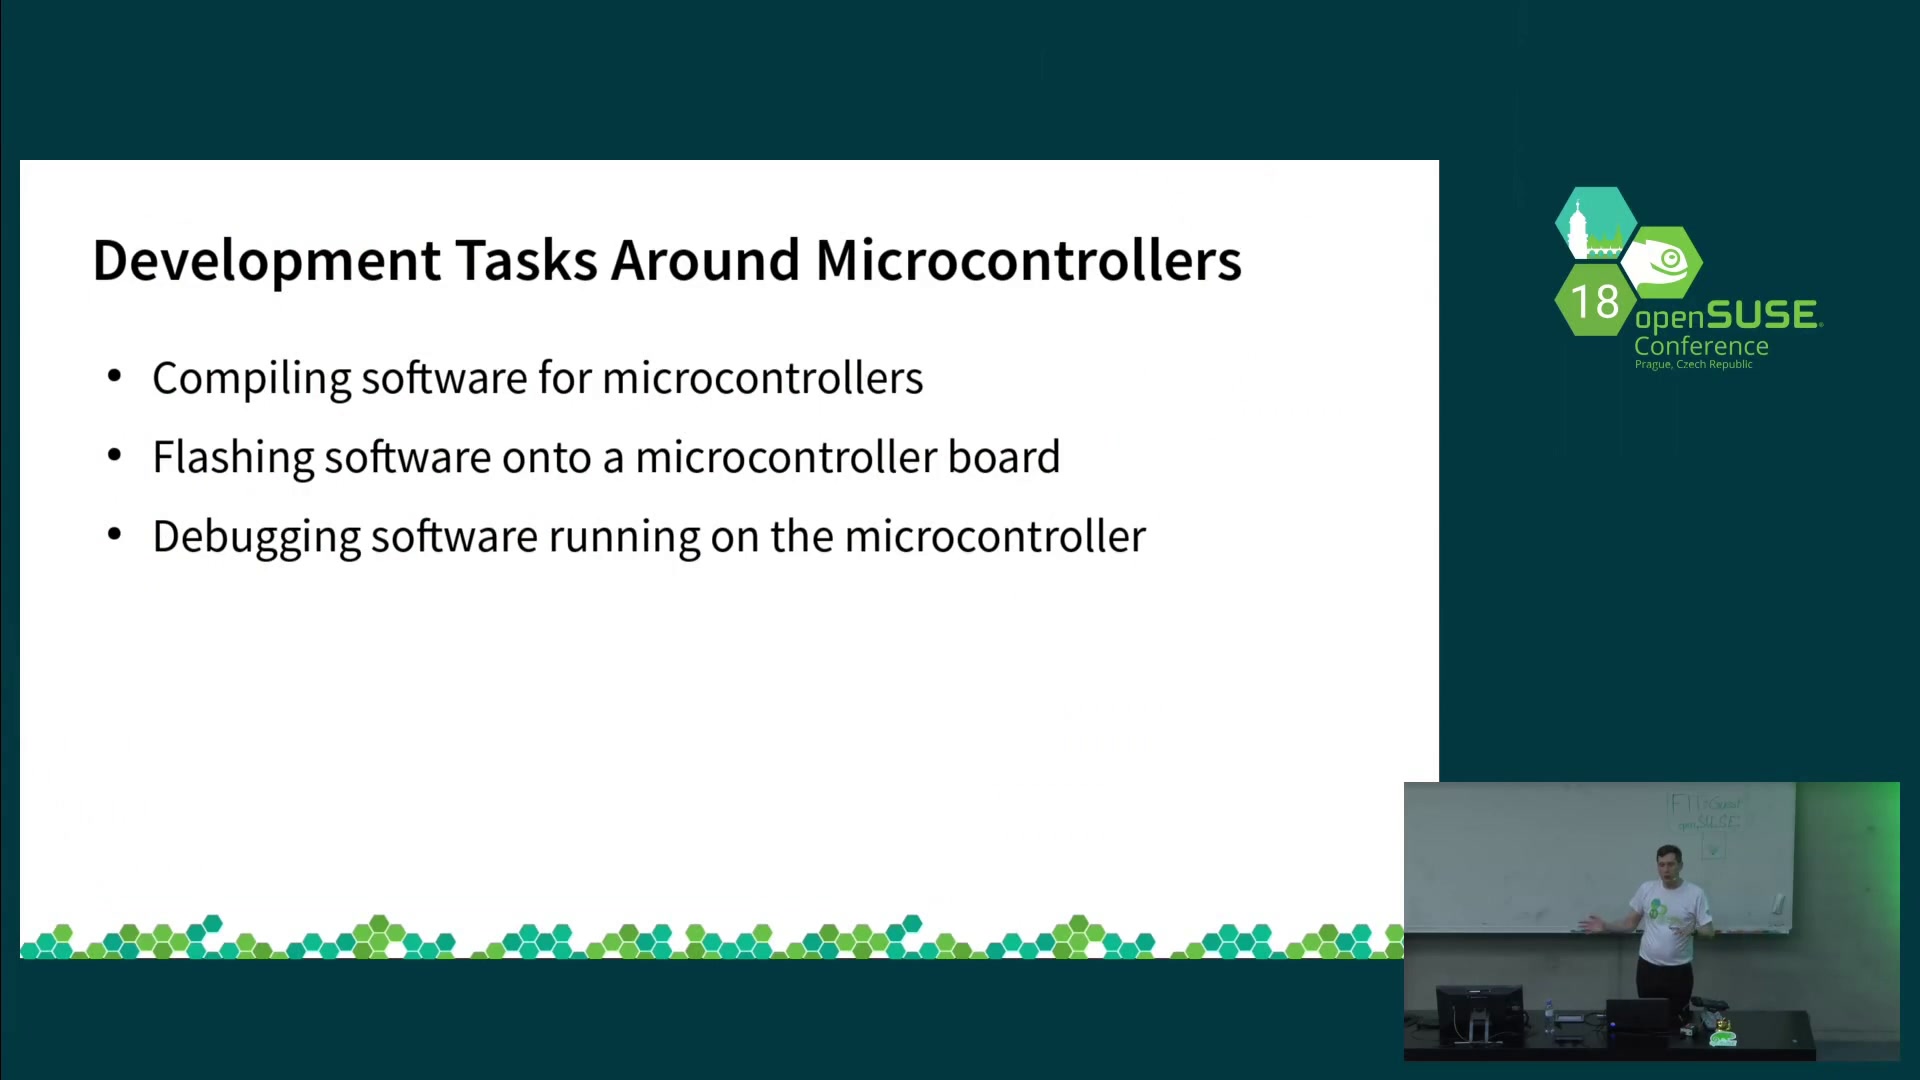 Development Tasks Around Microcontrollers
• Compiling software for microcontrollers
• Flashing software onto a microcontroller board
• Debugging software running on the microcontroller
18
openSUSE
Conference
Prague, Czech Republic
openSUSE